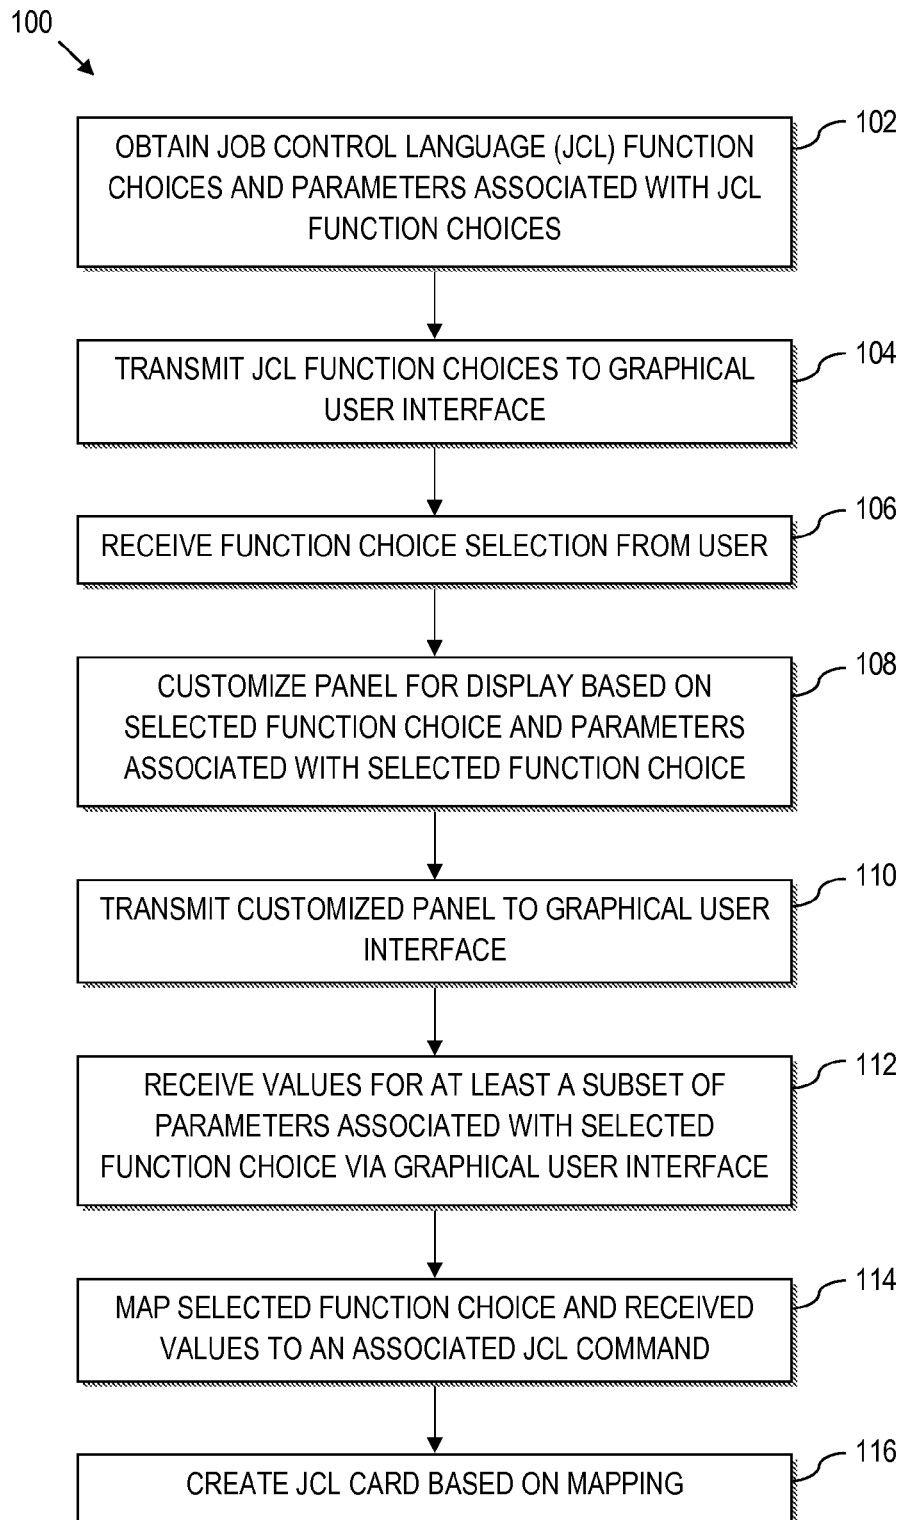 100
OBTAIN JOB CONTROL LANGUAGE (JCL) FUNCTION
CHOICES AND PARAMETERS ASSOCIATED WITH JCL
FUNCTION CHOICES
102
TRANSMIT JCL FUNCTION CHOICES TO GRAPHICAL
USER INTERFACE
104
RECEIVE FUNCTION CHOICE SELECTION FROM USER
106
CUSTOMIZE PANEL FOR DISPLAY BASED ON
SELECTED FUNCTION CHOICE AND PARAMETERS
ASSOCIATED WITH SELECTED FUNCTION CHOICE
108
TRANSMIT CUSTOMIZED PANEL TO GRAPHICAL USER
INTERFACE
110
RECEIVE VALUES FOR AT LEAST A SUBSET OF
PARAMETERS ASSOCIATED WITH SELECTED
FUNCTION CHOICE VIA GRAPHICAL USER INTERFACE
112
MAP SELECTED FUNCTION CHOICE AND RECEIVED
VALUES TO AN ASSOCIATED JCL COMMAND
114
CREATE JCL CARD BASED ON MAPPING
116